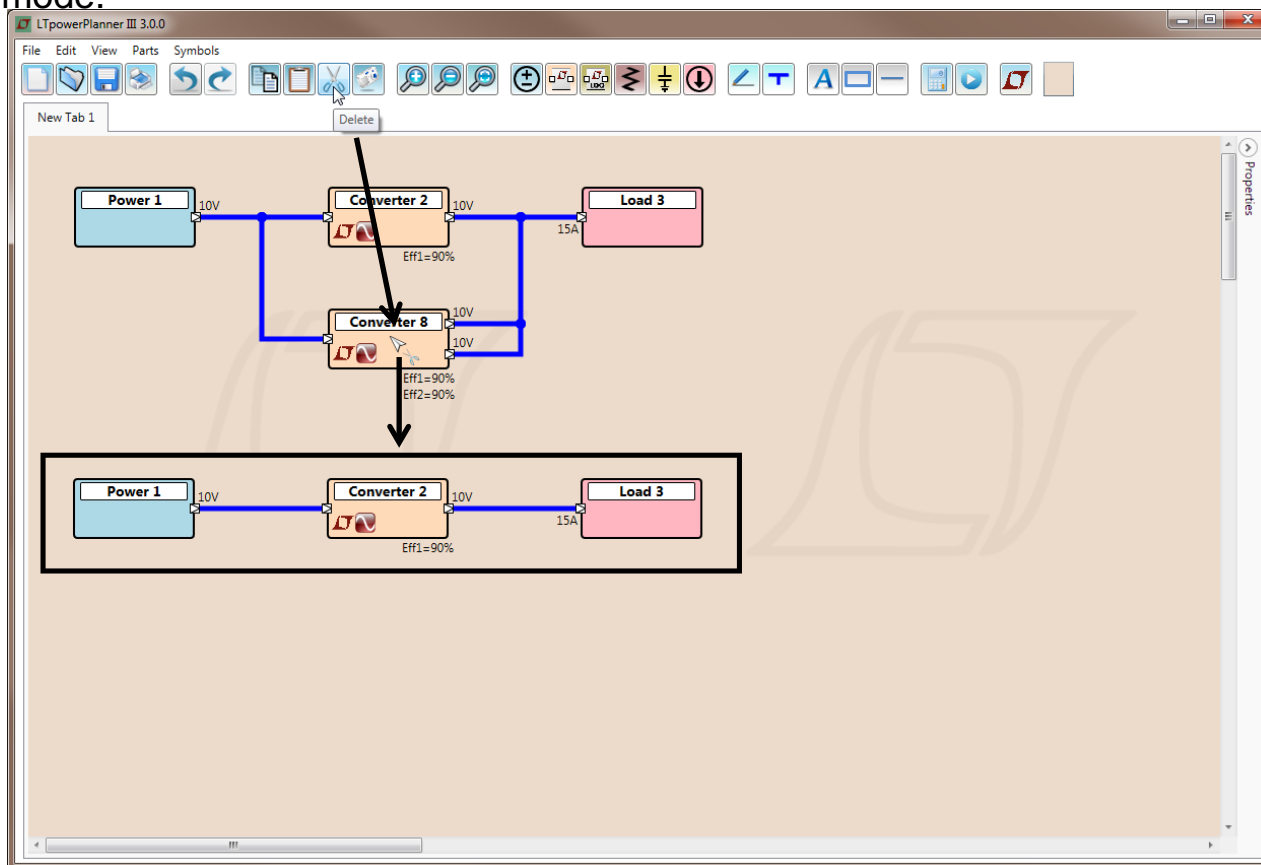 mode.
LTpowerPlanner III 3.0.0
File Edit View Parts Symbols
LOAD
A
New Tab 1
Delete
Properties
Power 1
10V
Converter 2
10V
Load 3
15A
Eff1=90%
Converter 8
10V
10V
Eff1=90%
Eff2=90%
Power 1
10V
Converter 2
10V
Load 3
15A
Eff1=90%